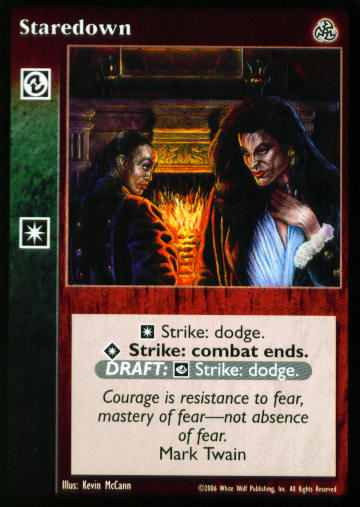 Staredown
Strike: dodge.
Strike: combat ends.
DRAFT: Strike: dodge.
Courage is resistance to fear,
mastery of fear—not absence
of fear.
Mark Twain
Illus: Kevin McCann
©2006 White Wolf Publishing, Inc. All Rights Reserved